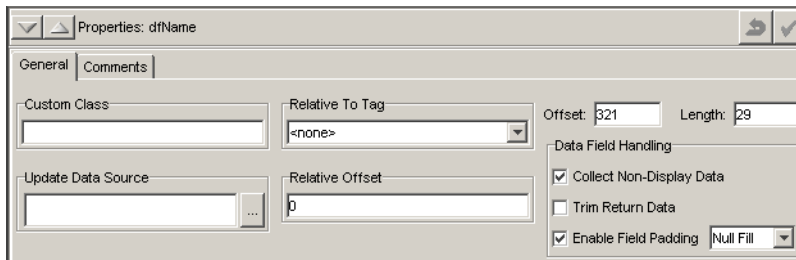 Properties: dfName
General Comments
Custom Class
Relative To Tag
<none>
Offset: 321 Length: 29
Data Field Handling
Collect Non-Display Data
Update Data Source
...
Relative Offset
0
Trim Return Data
Enable Field Padding Null Fill